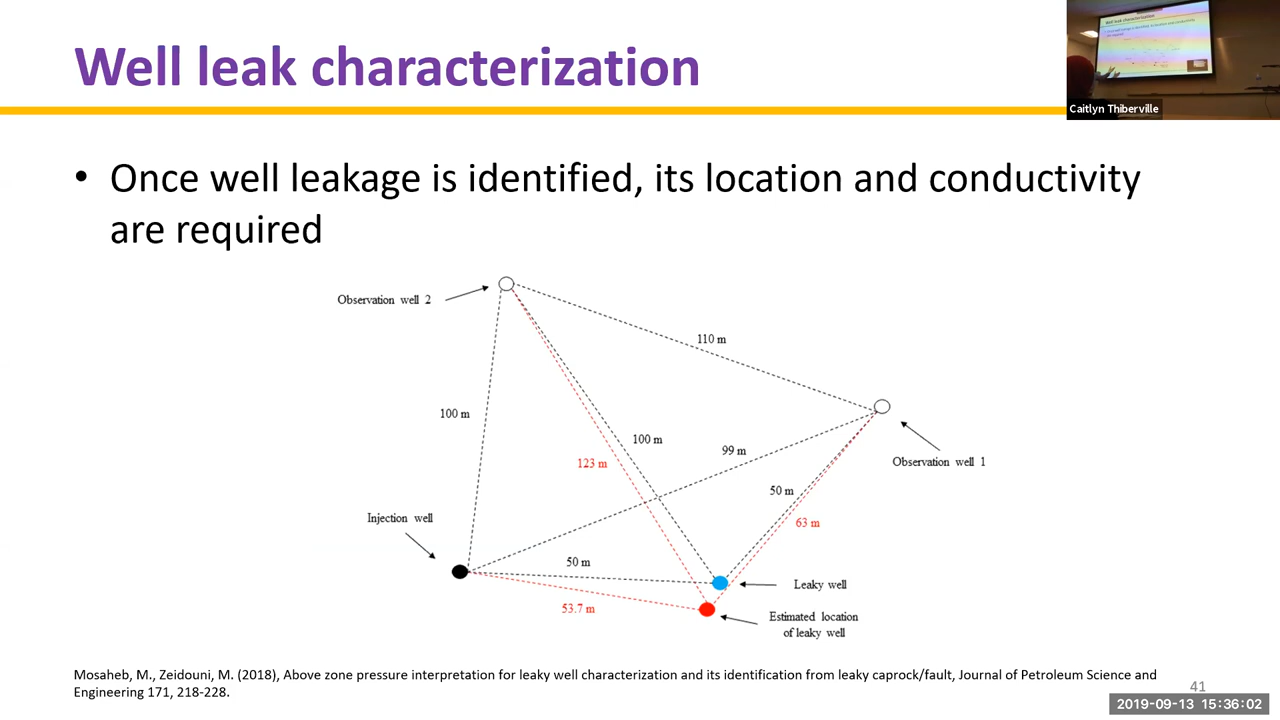 Well leak characterization
Caitlyn Thiberville
• Once well leakage is identified, its location and conductivity
are required
Observation well 2
110 m
100 m
100 m
99 m
123 m
Observation well 1
50 m
63 m
Injection well
50 m
Leaky well
53.7 m
Estimated location
of leaky well
Mosaheb, M., Zeidouni, M. (2018), Above zone pressure interpretation for leaky well characterization and its identification from leaky caprock/fault, Journal of Petroleum Science and
Engineering 171, 218-228.
41
2019-09-13 15:36:02